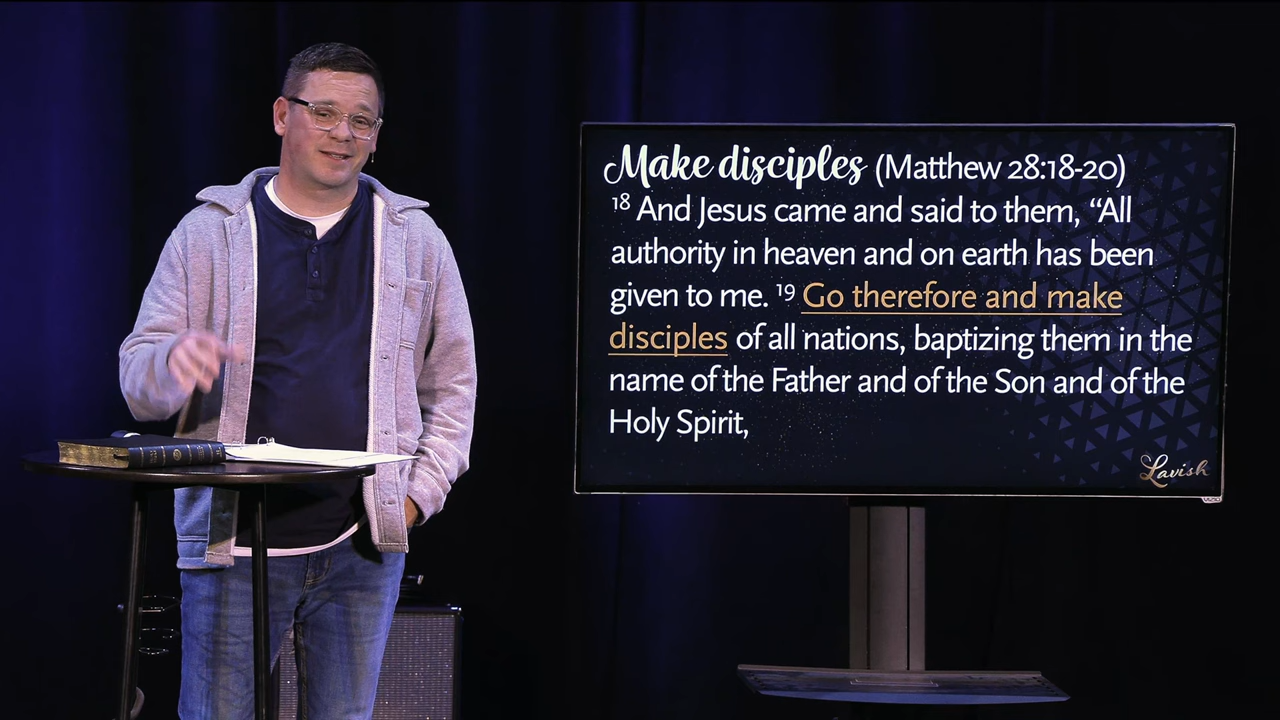 Make disciples (Matthew 28:18-20)
18 And Jesus came and said to them, “All
authority in heaven and on earth has been
given to me. 19 Go therefore and make
disciples of all nations, baptizing them in the
name of the Father and of the Son and of the
Holy Spirit,
Lavish